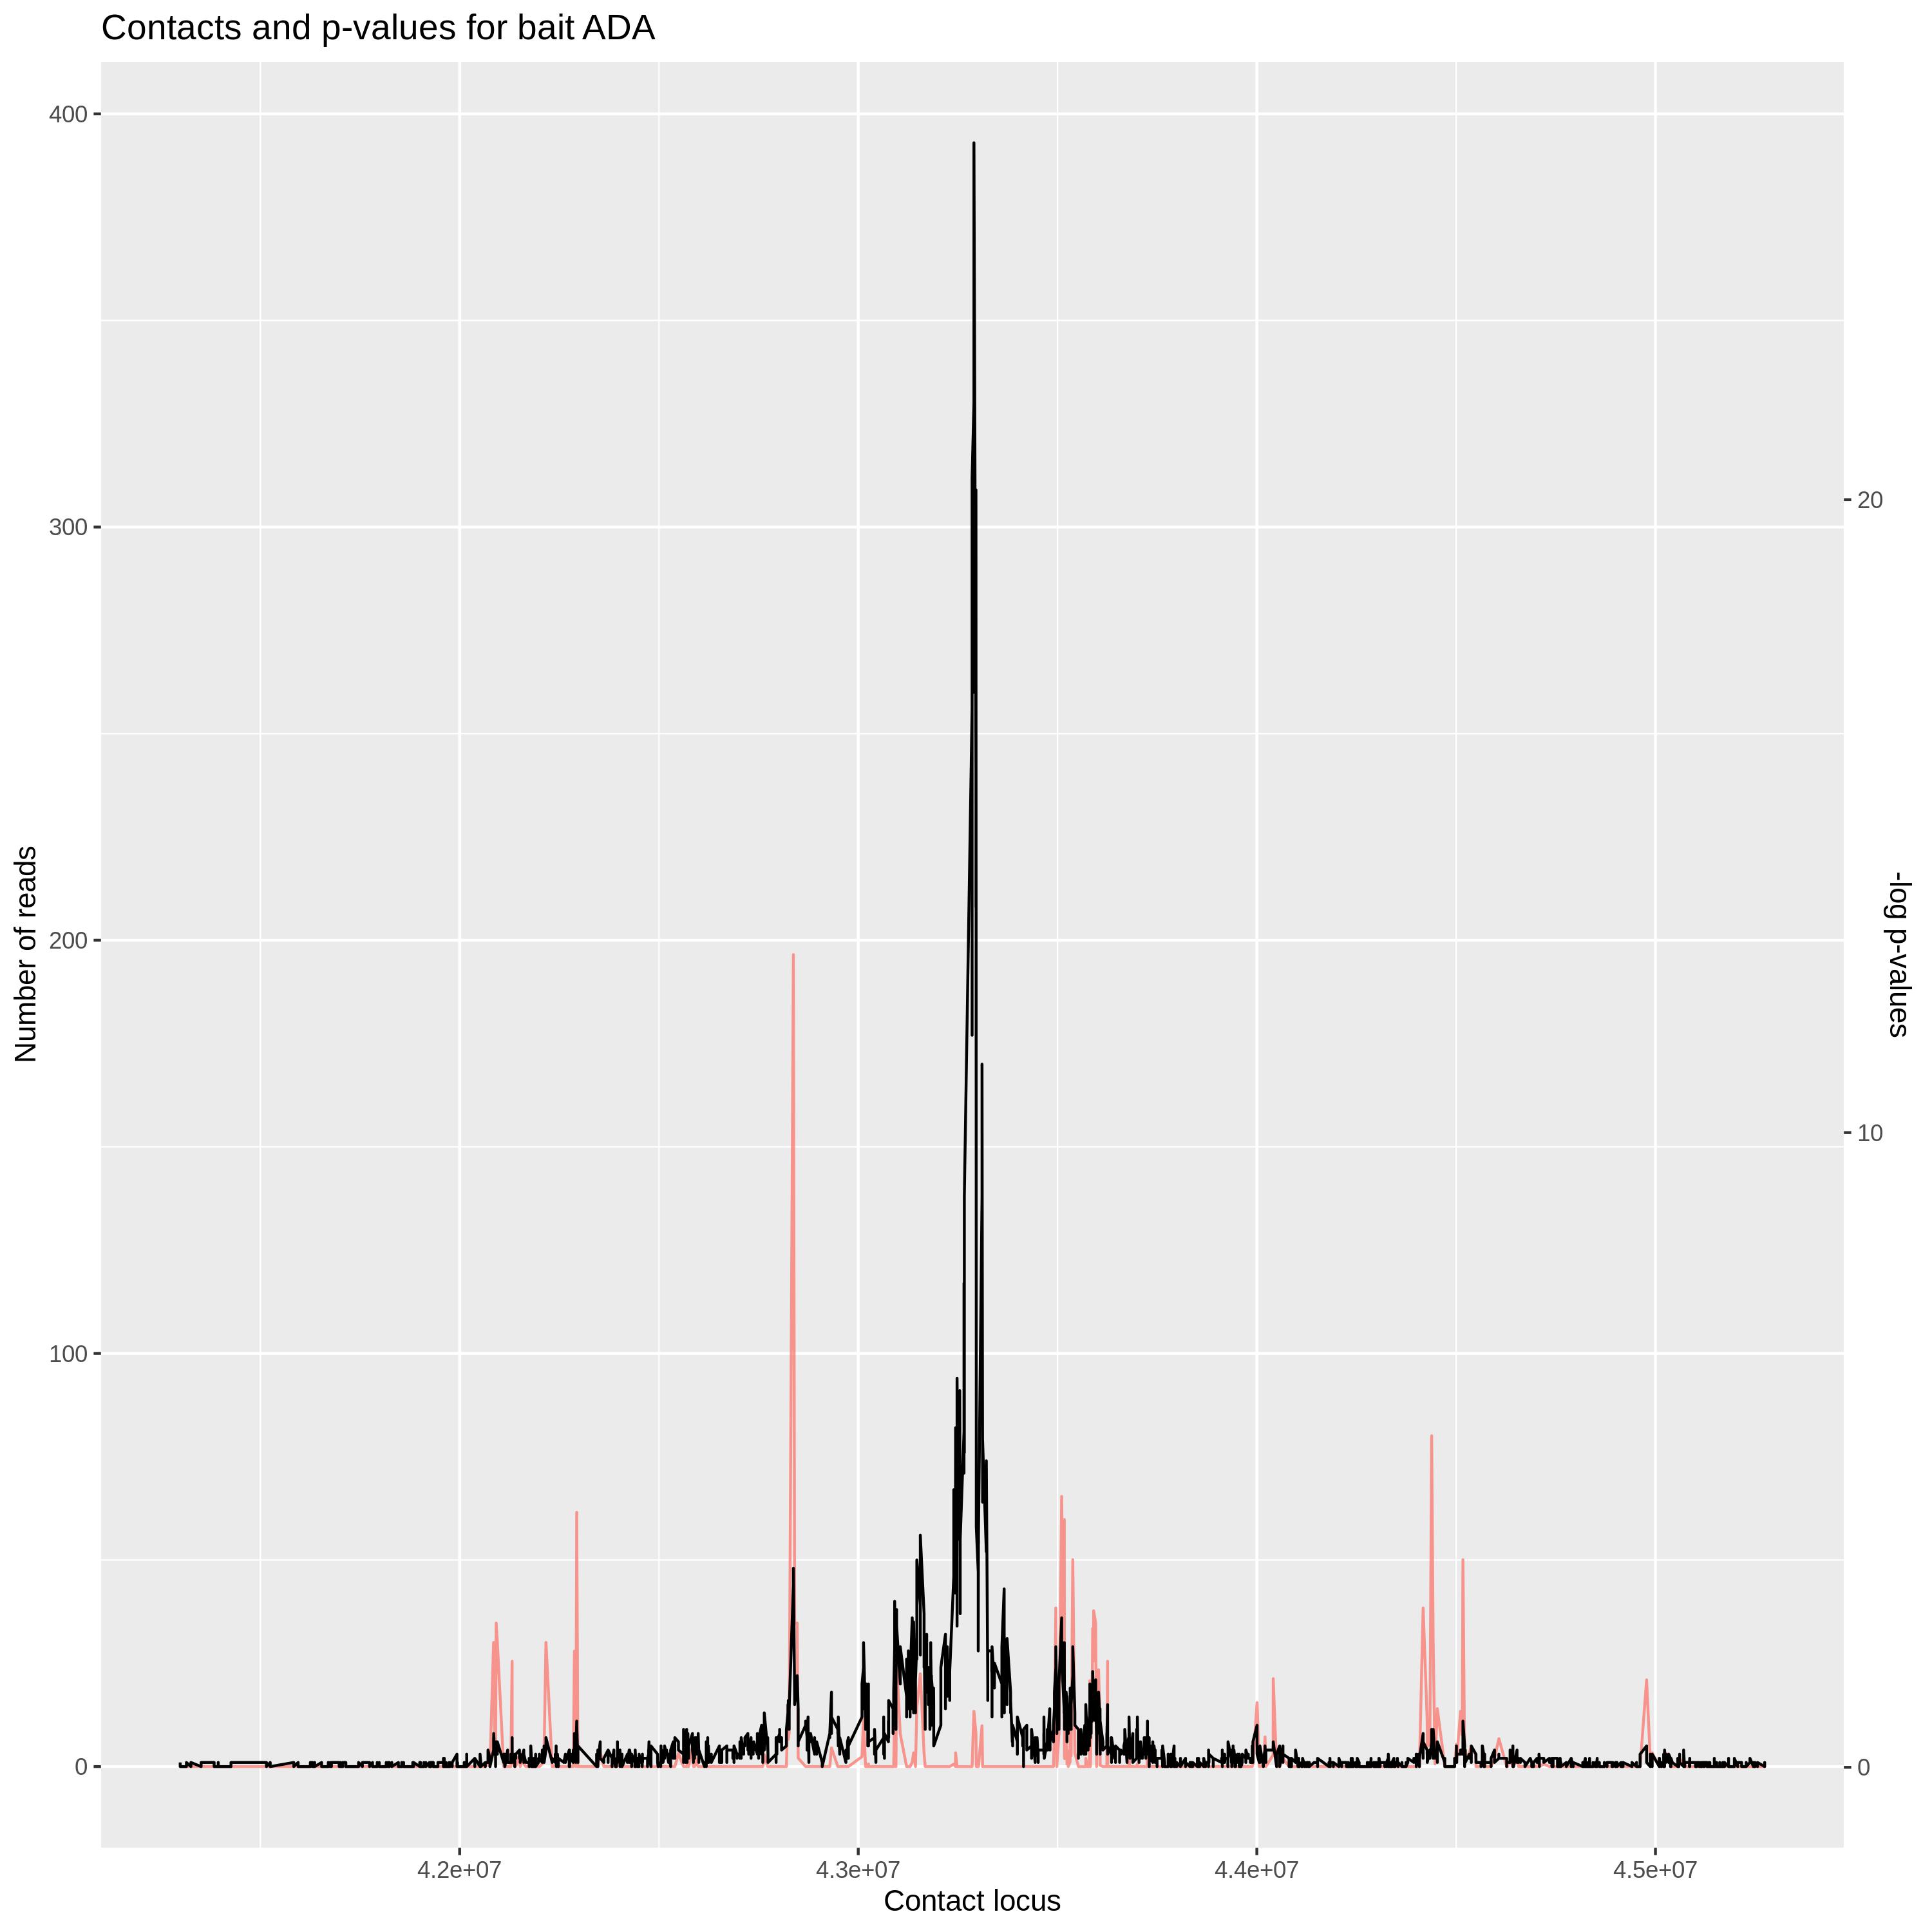 Contacts and p-values for bait ADA
400
300
200
100
0
Number of reads
20
10
0
-log p-values
4.2e+07
4.3e+07
4.4e+07
4.5e+07
Contact locus